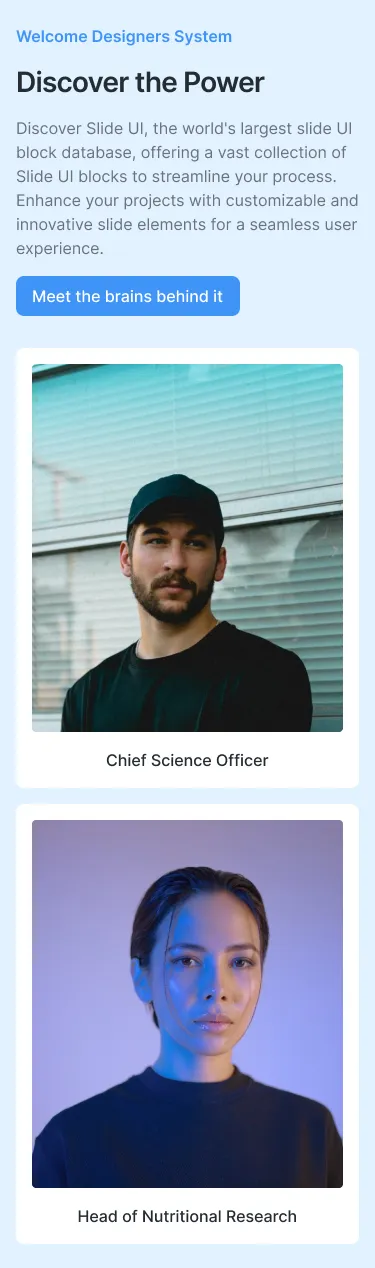 Welcome Designers System
Discover the Power
Discover Slide UI, the world's largest slide UI
block database, offering a vast collection of
Slide UI blocks to streamline your process.
Enhance your projects with customizable and
innovative slide elements for a seamless user
experience.
Meet the brains behind it
Chief Science Officer
Head of Nutritional Research